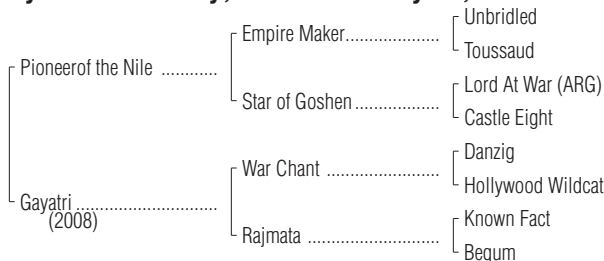 Unbridled
Empire Maker....................
Toussaud
Pioneerof the Nile ............
Lord At War (ARG)
Star of Goshen..................
Castle Eight
Danzig
War Chant ........................
Hollywood Wildcat
Gayatri..............................
(2008)
Known Fact
Rajmata ............................
Begum